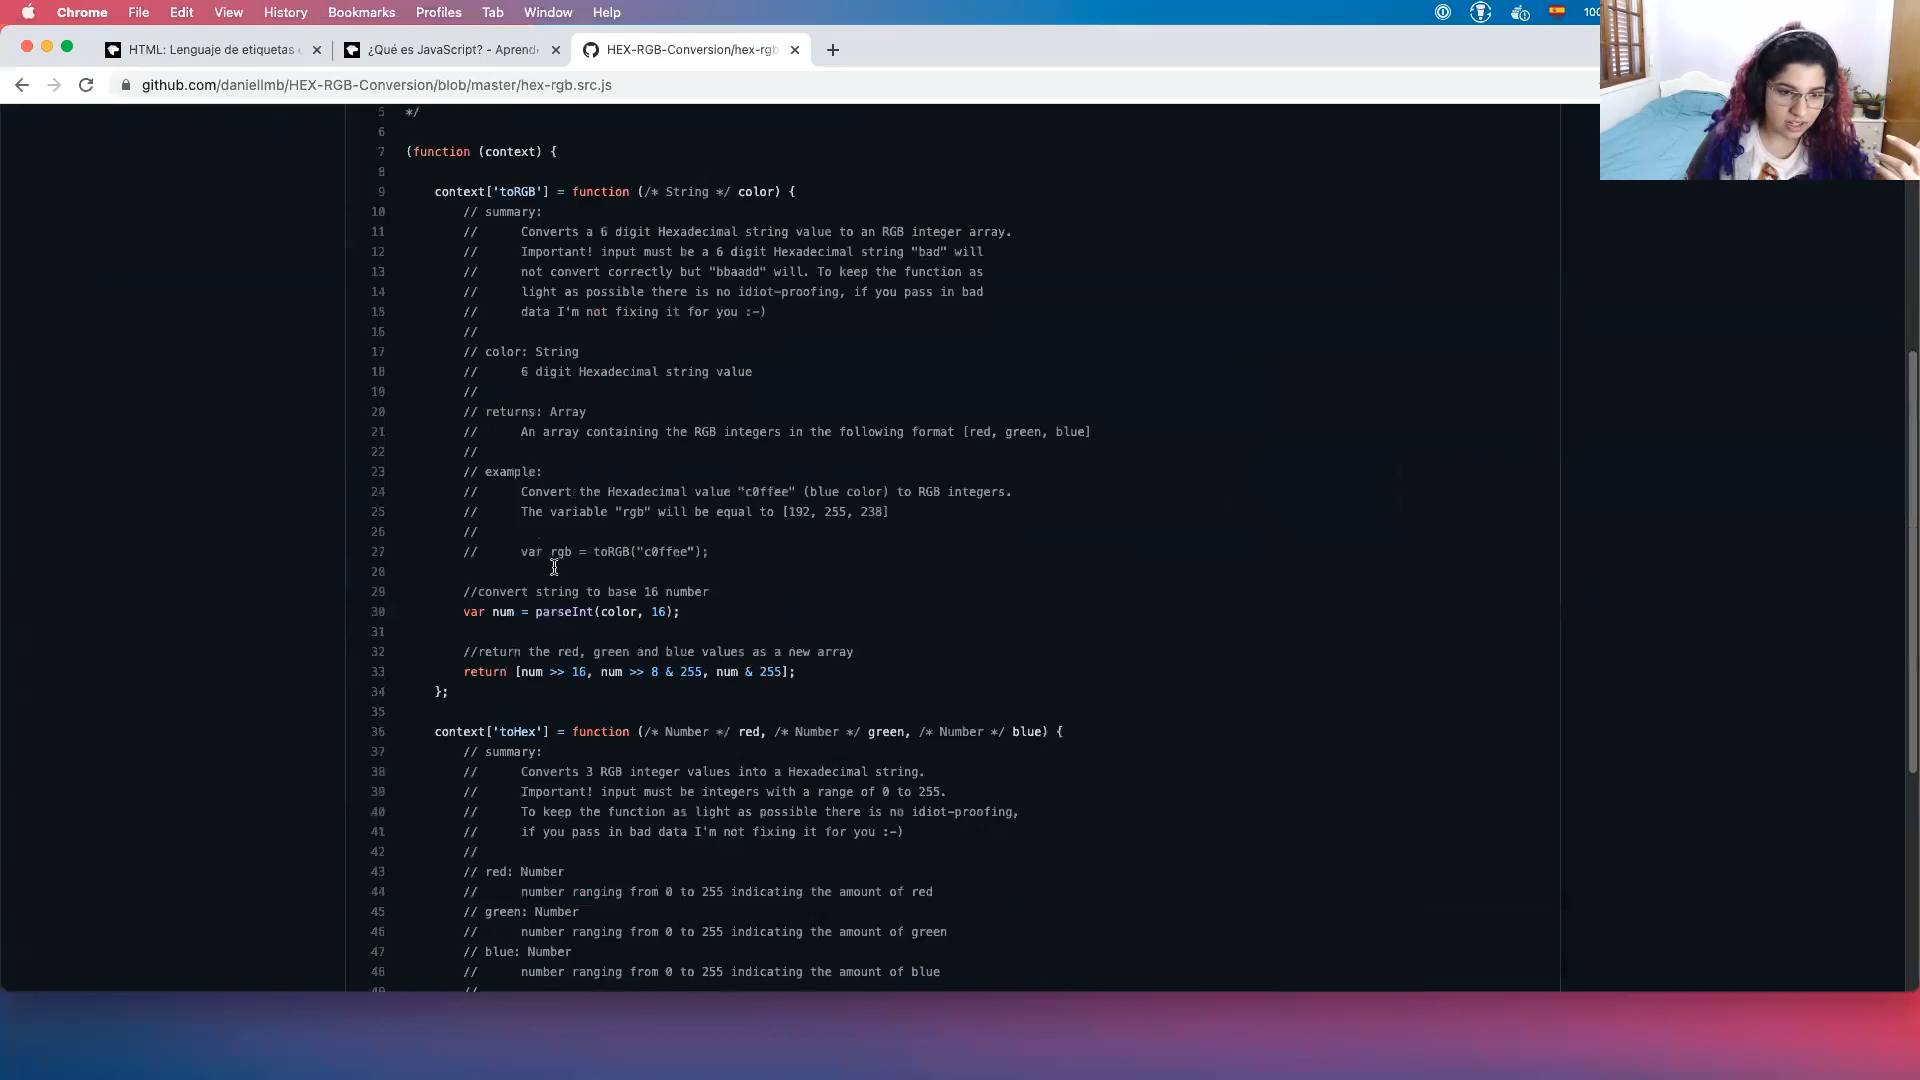 Chrome File Edit View History Bookmarks Profiles Tab Window Help
HTML: Lenguaje de etiquetas
¿Qué es JavaScript? - Aprend
HEX-RGB-Conversion/hex-rgb
github.com/daniellmb/HEX-RGB-Conversion/blob/master/hex-rgb.src.js
5 */
6
7 (function (context) {
8
9 context['toRGB'] = function (/* String */ color) {
10 // summary:
11 // Converts a 6 digit Hexadecimal string value to an RGB integer array.
12 // Important! input must be a 6 digit Hexadecimal string "bad" will
13 // not convert correctly but "bbaadd" will. To keep the function as
14 // light as possible there is no idiot-proofing, if you pass in bad
15 // data I'm not fixing it for you :-)
16 //
17 // color: String
18 // 6 digit Hexadecimal string value
19 //
20 // returns: Array
21 // An array containing the RGB integers in the following format [red, green, blue]
22 //
23 // example:
24 // Convert the Hexadecimal value "c0ffee" (blue color) to RGB integers.
25 // The variable "rgb" will be equal to [192, 255, 238]
26 //
27 // var rgb = toRGB("c0ffee");
28
29 //convert string to base 16 number
30 var num = parseInt(color, 16);
31
32 //return the red, green and blue values as a new array
33 return [num >> 16, num >> 8 & 255, num & 255];
34 };
35
36 context['toHex'] = function (/* Number */ red, /* Number */ green, /* Number */ blue) {
37 // summary:
38 // Converts 3 RGB integer values into a Hexadecimal string.
39 // Important! input must be integers with a range of 0 to 255.
40 // To keep the function as light as possible there is no idiot-proofing,
41 // if you pass in bad data I'm not fixing it for you :-)
42 //
43 // red: Number
44 // number ranging from 0 to 255 indicating the amount of red
45 // green: Number
46 // number ranging from 0 to 255 indicating the amount of green
47 // blue: Number
48 // number ranging from 0 to 255 indicating the amount of blue
49 //